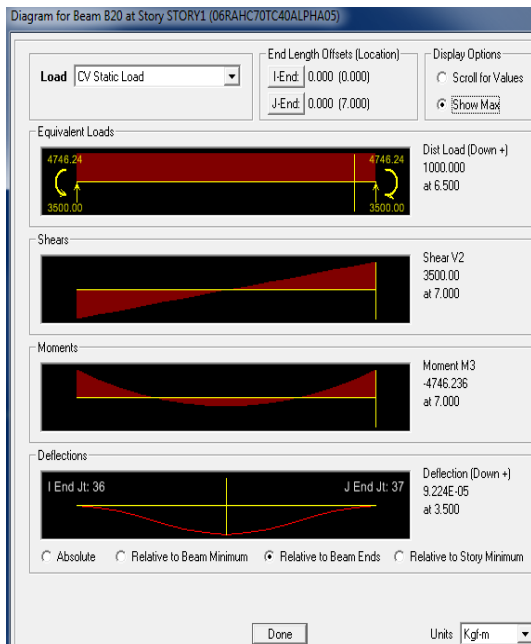 Diagram for Beam B20 at Story STORY1 (06RAHC70TC40ALPHA05)
Load CV Static Load
End Length Offsets (Location)
I-End: 0.000 (0.000)
J-End: 0.000 (7.000)
Display Options
Scroll for Values
Show Max
Equivalent Loads
4746.24 4746.24
3500.00 3500.00
Dist Load (Down +)
1000.000
at 6.500
Shears
Shear V2
3500.00
at 7.000
Moments
Moment M3
-4746.236
at 7.000
Deflections
I End Jt: 36 J End Jt: 37
Deflection (Down +)
9.224E-05
at 3.500
Absolute Relative to Beam Minimum Relative to Beam Ends Relative to Story Minimum
Done Units Kgf-m